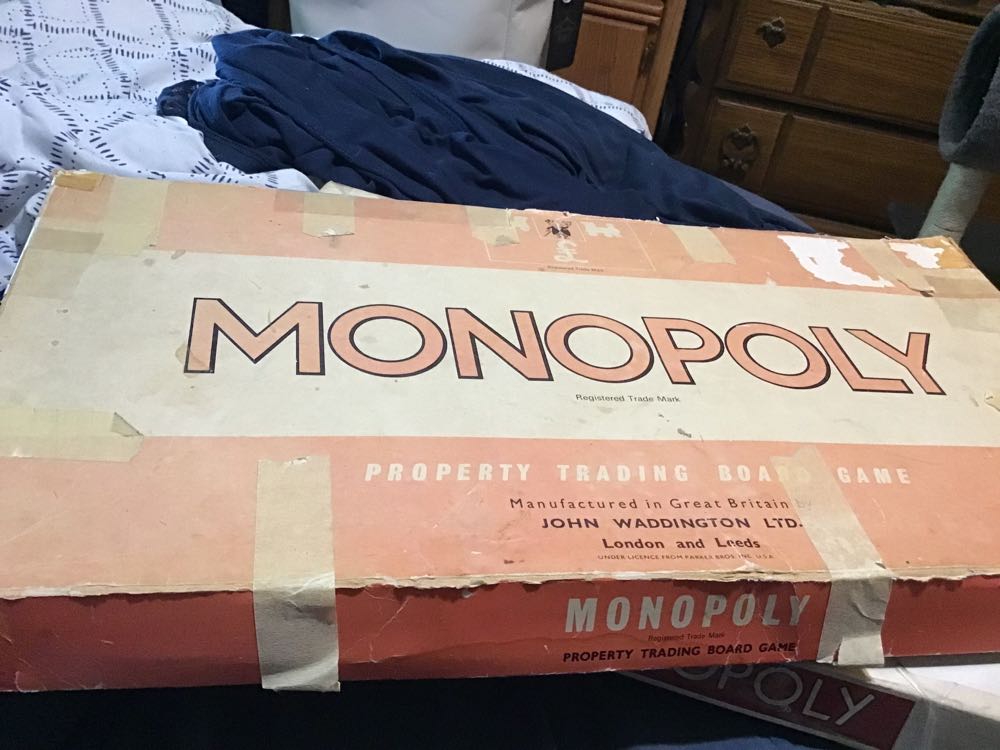 Registered Trade Mark
MONOPOLY
Registered Trade Mark
PROPERTY TRADING BOARD GAME
Manufactured in Great Britain
JOHN WADDINGTON LTD.
London and Leeds
UNDER LICENCE FROM PARKER BROS. INC. U.S.A.
MONOPOLY
Registered Trade Mark
PROPERTY TRADING BOARD GAME
OPOLY